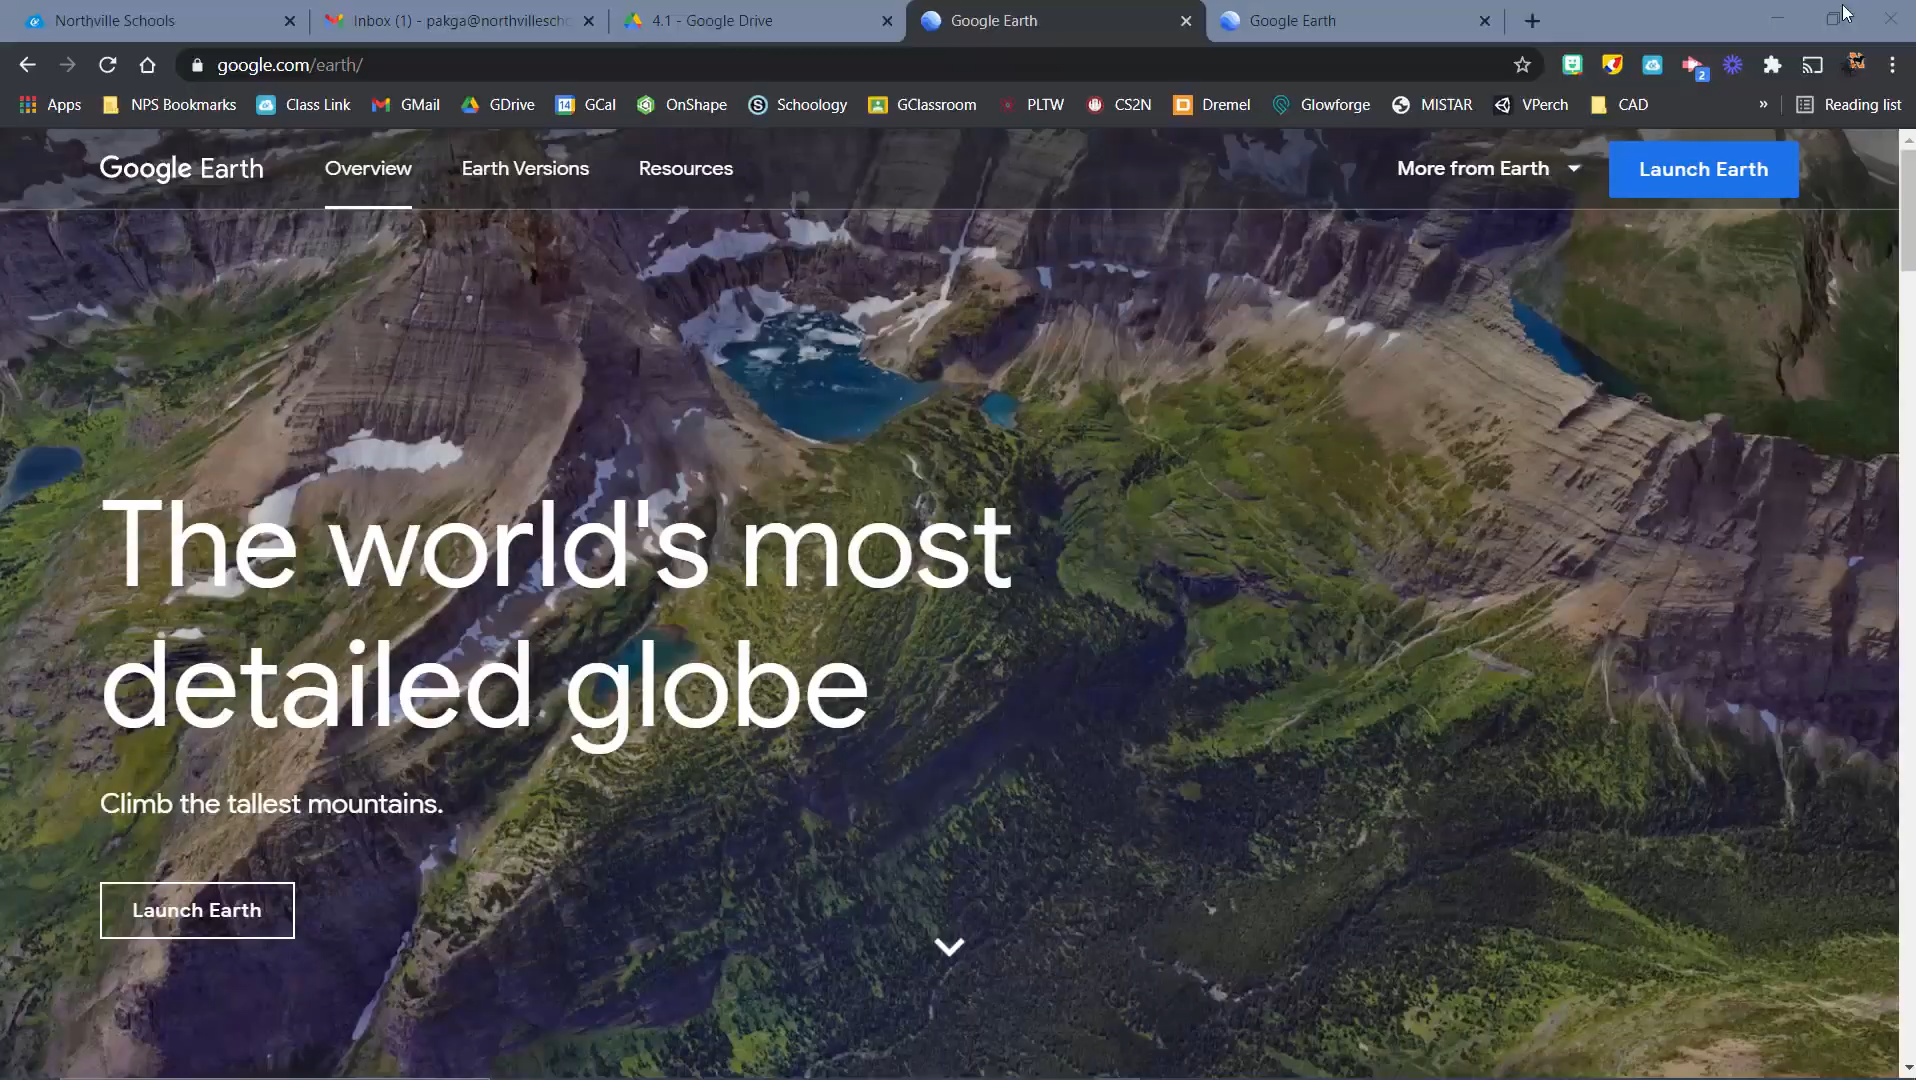 Northville Schools
Inbox (1) - pakga@northvillescho
4.1 - Google Drive
Google Earth
Google Earth
google.com/earth/
2
Apps
NPS Bookmarks
Class Link
GMail
GDrive
14
GCal
OnShape
S
Schoology
GClassroom
PLTW
CS2N
Dremel
Glowforge
MISTAR
VPerch
CAD
»
Reading list
Google Earth
Overview
Earth Versions
Resources
More from Earth
Launch Earth
The world's most
detailed globe
Climb the tallest mountains.
Launch Earth